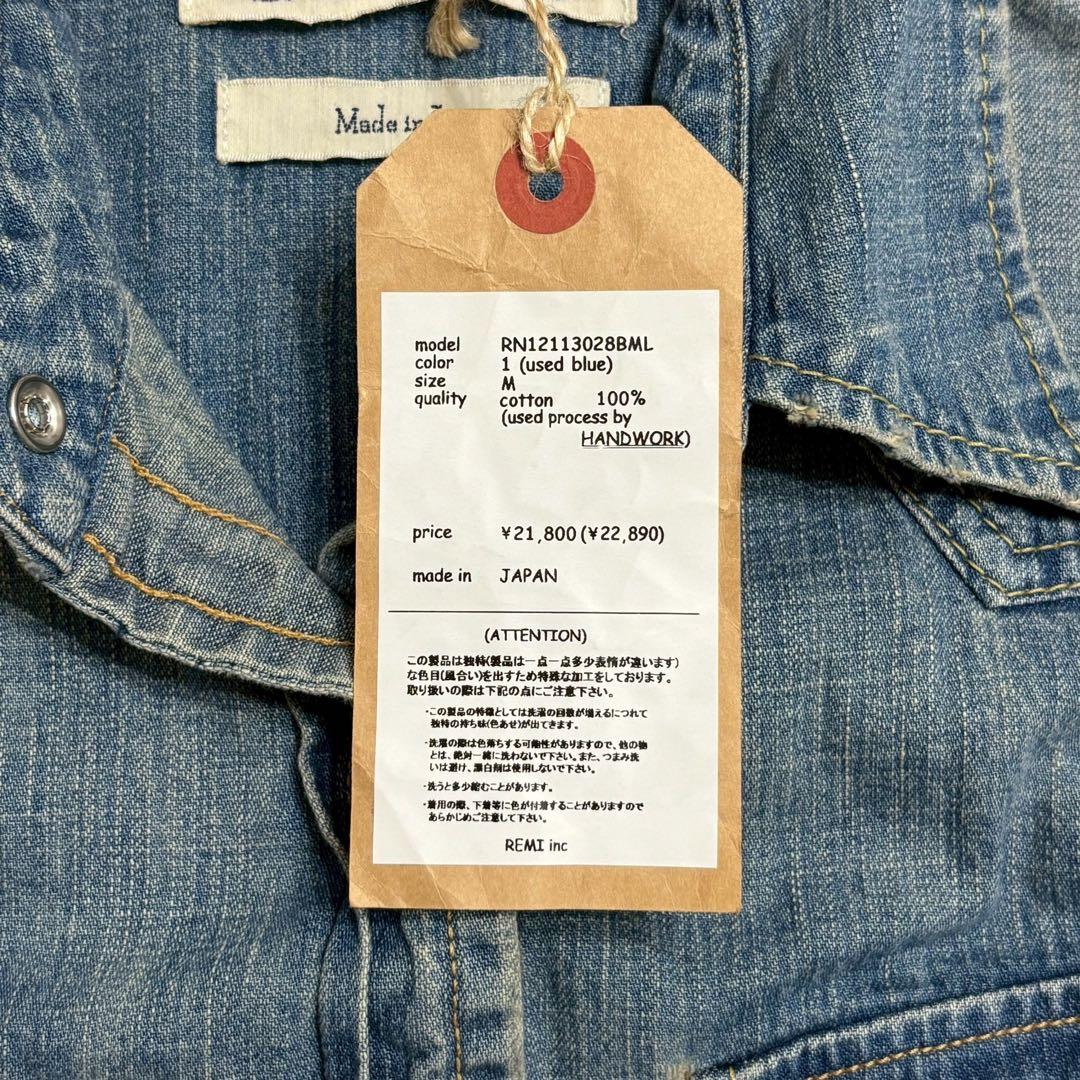 Made in
model RN12113028BML
color 1 (used blue)
size M
quality cotton 100%
(used process by
HANDWORK)
price ¥21,800 (¥22,890)
made in JAPAN
(ATTENTION)
この製品は独特(製品は一点一点多少表情が違います)
な色目(風合い)を出すため特殊な加工をしております。
取り扱いの際は下記の点にご注意下さい。
・この製品の特徴としては洗濯の回数が増えるにつれて
独特の持ち味(色あせ)が出てきます。
・洗濯の際は色落ちする可能性がありますので、他の物
とは、絶対一緒に洗わないで下さい。また、つまみ洗
いは避け、漂白剤は使用しないで下さい。
・洗うと多少縮むことがあります。
・着用の際、下着等に色が付着することがありますので
あらかじめご注意して下さい。
REMI inc